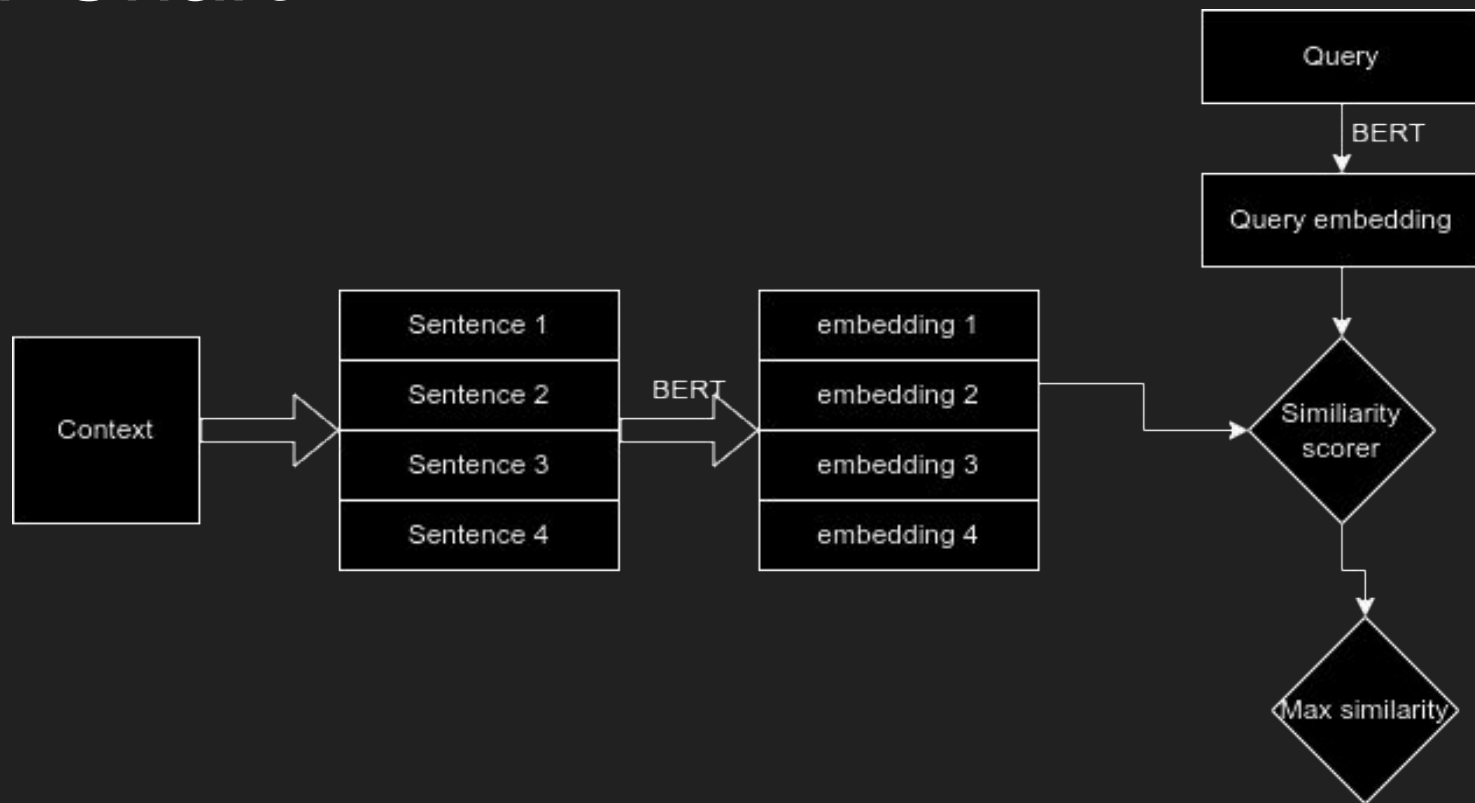 Query
BERT
Query embedding
Context
Sentence 1
Sentence 2
Sentence 3
Sentence 4
BERT
embedding 1
embedding 2
embedding 3
embedding 4
Similiarity
scorer
Max similarity